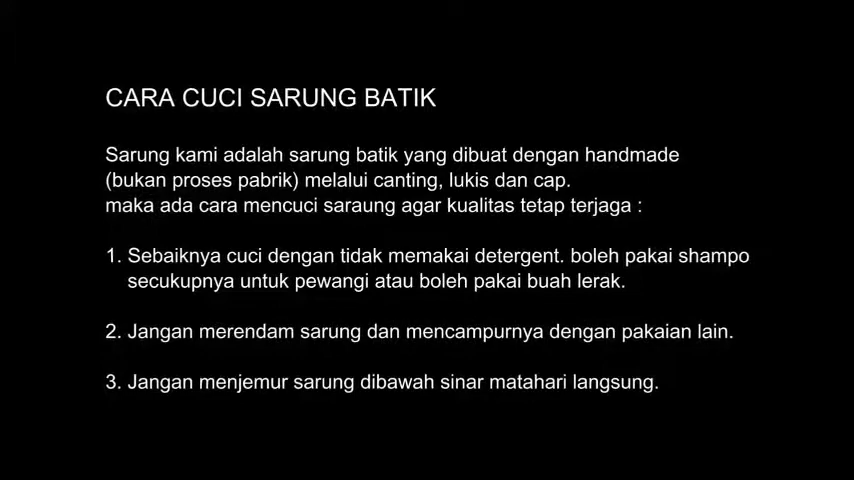 CARA CUCI SARUNG BATIK
Sarung kami adalah sarung batik yang dibuat dengan handmade
(bukan proses pabrik) melalui canting, lukis dan cap.
maka ada cara mencuci saraung agar kualitas tetap terjaga :
1. Sebaiknya cuci dengan tidak memakai detergent. boleh pakai shampo
secukupnya untuk pewangi atau boleh pakai buah lerak.
2. Jangan merendam sarung dan mencampurnya dengan pakaian lain.
3. Jangan menjemur sarung dibawah sinar matahari langsung.